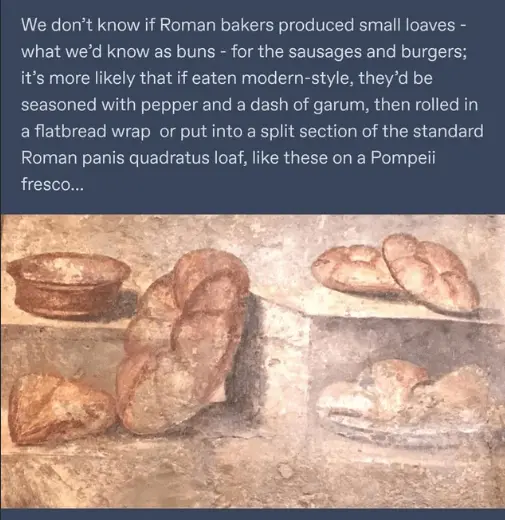 We don’t know if Roman bakers produced small loaves -
what we’d know as buns - for the sausages and burgers;
it’s more likely that if eaten modern-style, they’d be
seasoned with pepper and a dash of garum, then rolled in
a flatbread wrap  or put into a split section of the standard
Roman panis quadratus loaf, like these on a Pompeii
fresco...